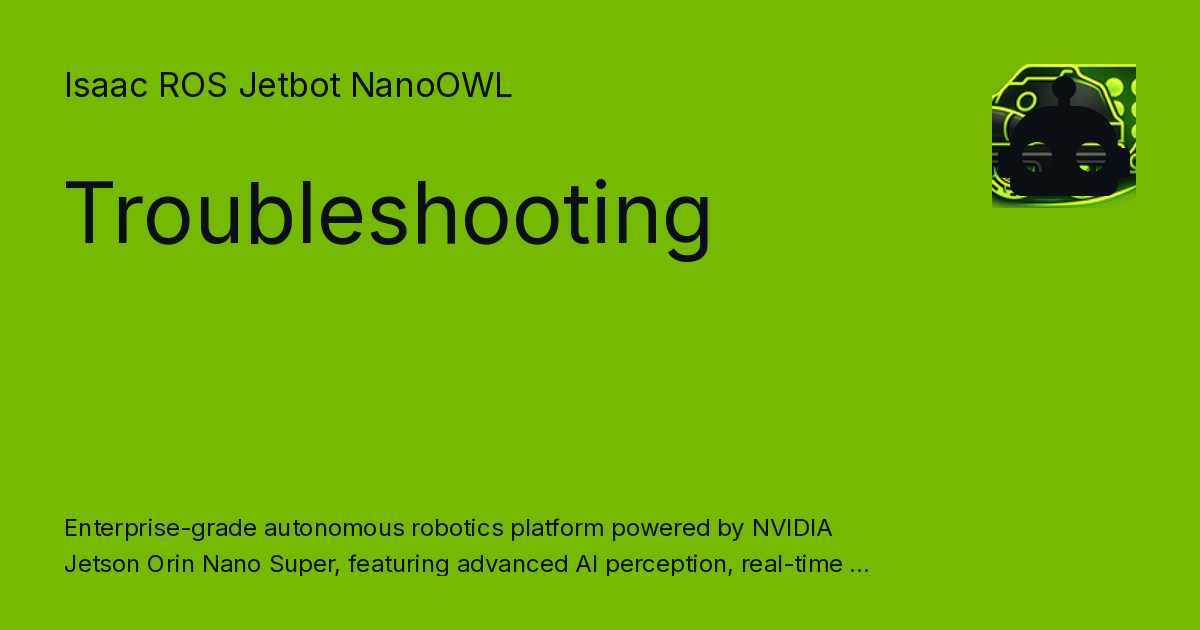 Isaac ROS Jetbot NanoOWL
Troubleshooting
Enterprise-grade autonomous robotics platform powered by NVIDIA
Jetson Orin Nano Super, featuring advanced AI perception, real-time ...